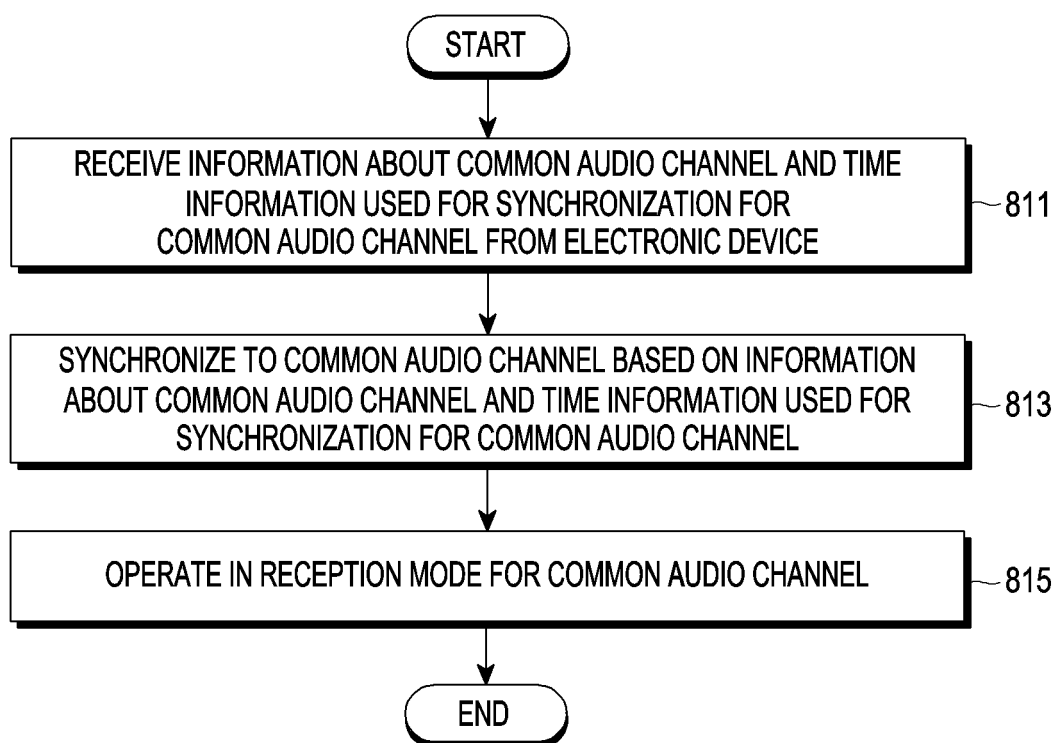 START
RECEIVE INFORMATION ABOUT COMMON AUDIO CHANNEL AND TIME
INFORMATION USED FOR SYNCHRONIZATION FOR
COMMON AUDIO CHANNEL FROM ELECTRONIC DEVICE
811
SYNCHRONIZE TO COMMON AUDIO CHANNEL BASED ON INFORMATION
ABOUT COMMON AUDIO CHANNEL AND TIME INFORMATION USED FOR
SYNCHRONIZATION FOR COMMON AUDIO CHANNEL
813
OPERATE IN RECEPTION MODE FOR COMMON AUDIO CHANNEL
815
END